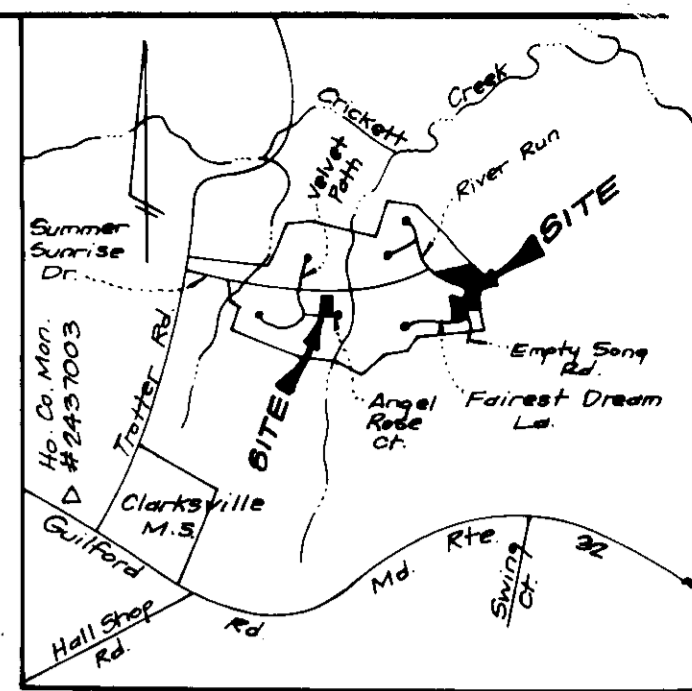 Crickett
Creek
Velvet
Path
River Run
SITE
Summer
Sunrise
Dr.
Ho. Co. Mon.
#2437003
Trotter Rd
SITE
Angel
Rose
Ct.
Empty Song
Rd.
Fairest Dream
La.
Clarksville
M.S.
Guilford
Rd
Md. Rte. 32
Swing
Ct.
Hall Shop
Rd.